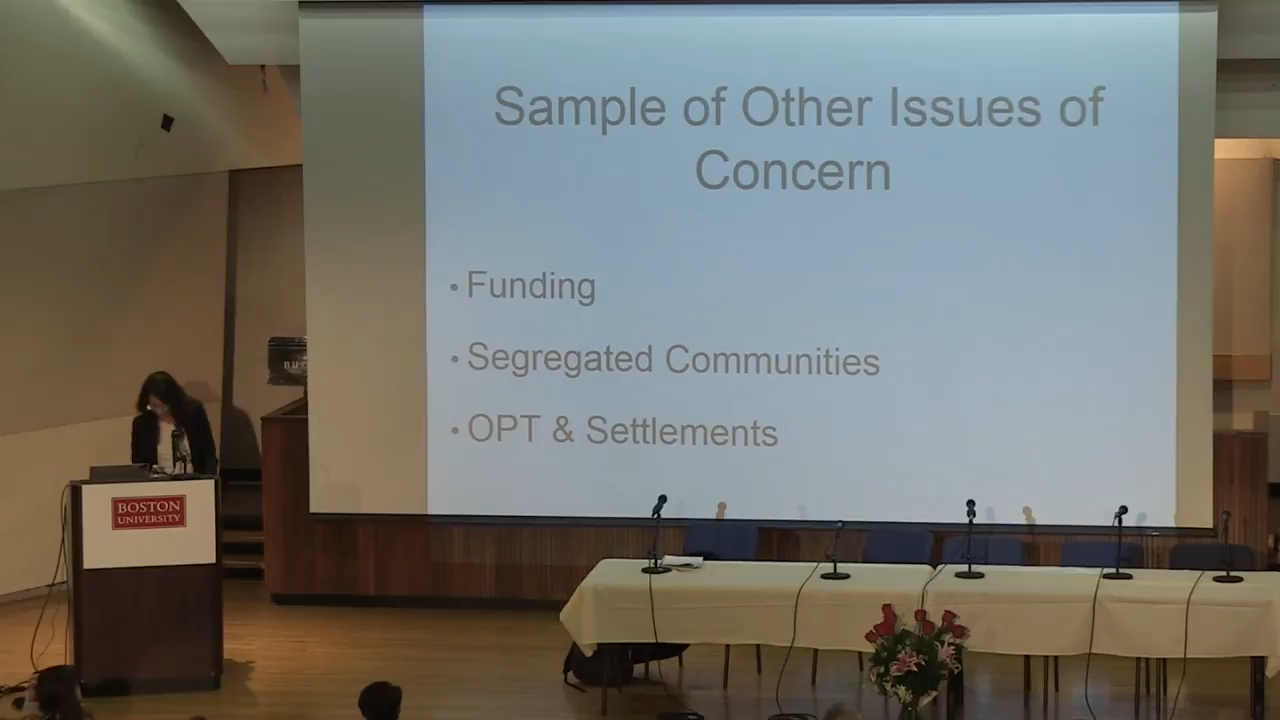 Sample of Other Issues of
Concern
• Funding
• Segregated Communities
• OPT & Settlements
BOSTON
UNIVERSITY